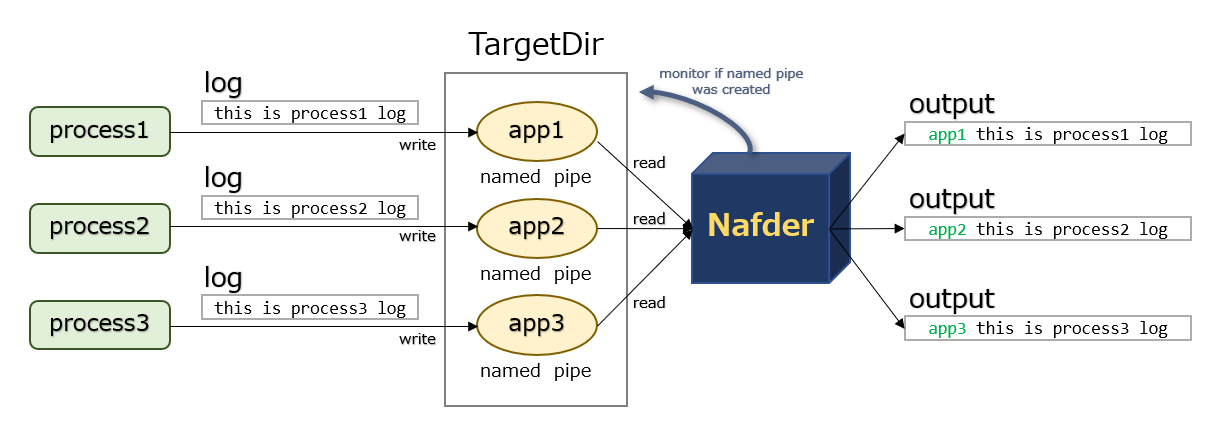 TargetDir
monitor if named pipe
was created
log
this is process1 log
process1
write
app1
named pipe
read
output
app1 this is process1 log
log
this is process2 log
process2
write
app2
named pipe
read
Nafder
output
app2 this is process2 log
log
this is process3 log
process3
write
app3
named pipe
read
output
app3 this is process3 log